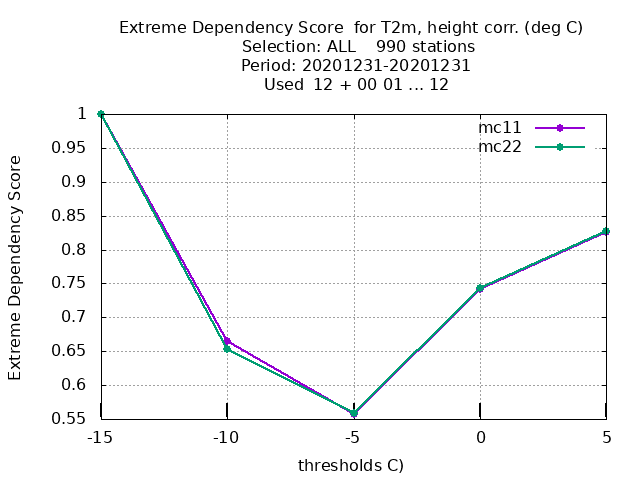 Extreme Dependency Score  for T2m, height corr. (deg C)
Selection: ALL    990 stations
Period: 20201231-20201231
Used  12 + 00 01 ... 12
mc11
mc22
Extreme Dependency Score
1
0.95
0.9
0.85
0.8
0.75
0.7
0.65
0.6
0.55
-15 -10 -5 0 5
thresholds C)